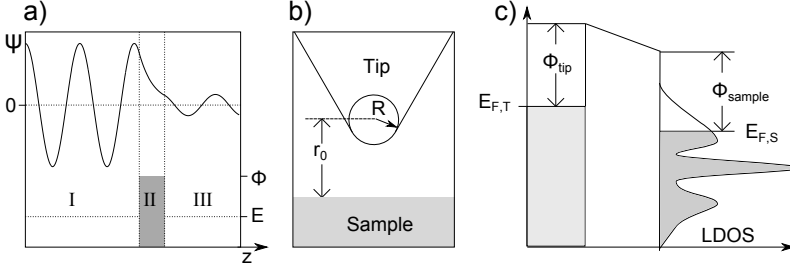 a)
Ψ
0
I
II
III
Φ
E
z
b)
Tip
R
r0
Sample
c)
Φtip
EF,T
Φsample
EF,S
LDOS